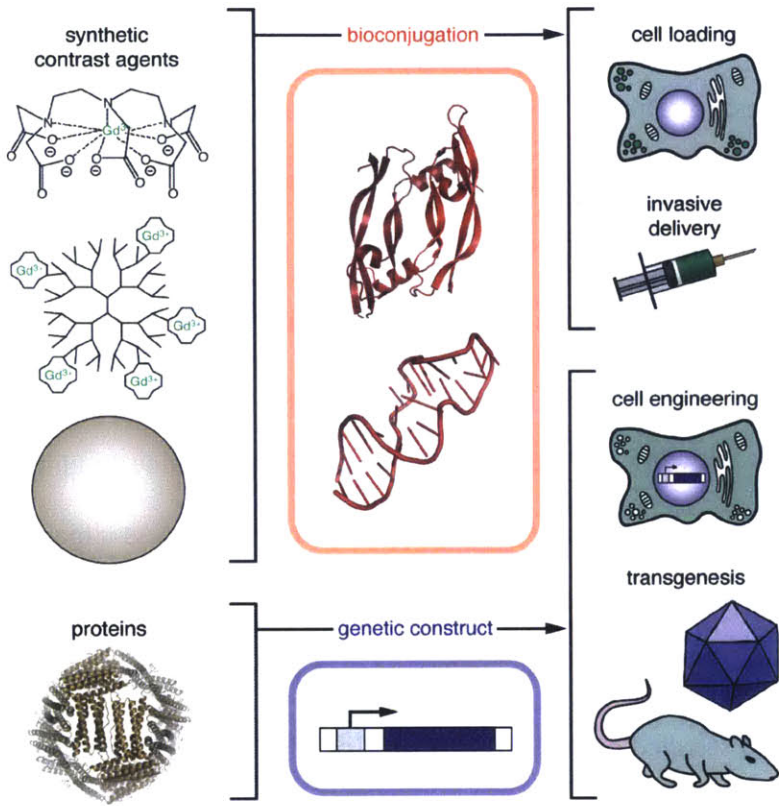 synthetic
contrast agents
bioconjugation
cell loading
N
N
N
Gd³⁺
O
O
O
O
O
O
O
O
O
O
invasive
delivery
Gd³⁺
Gd³⁺
Gd³⁺
Gd³⁺
Gd³⁺
cell engineering
transgenesis
proteins
genetic construct